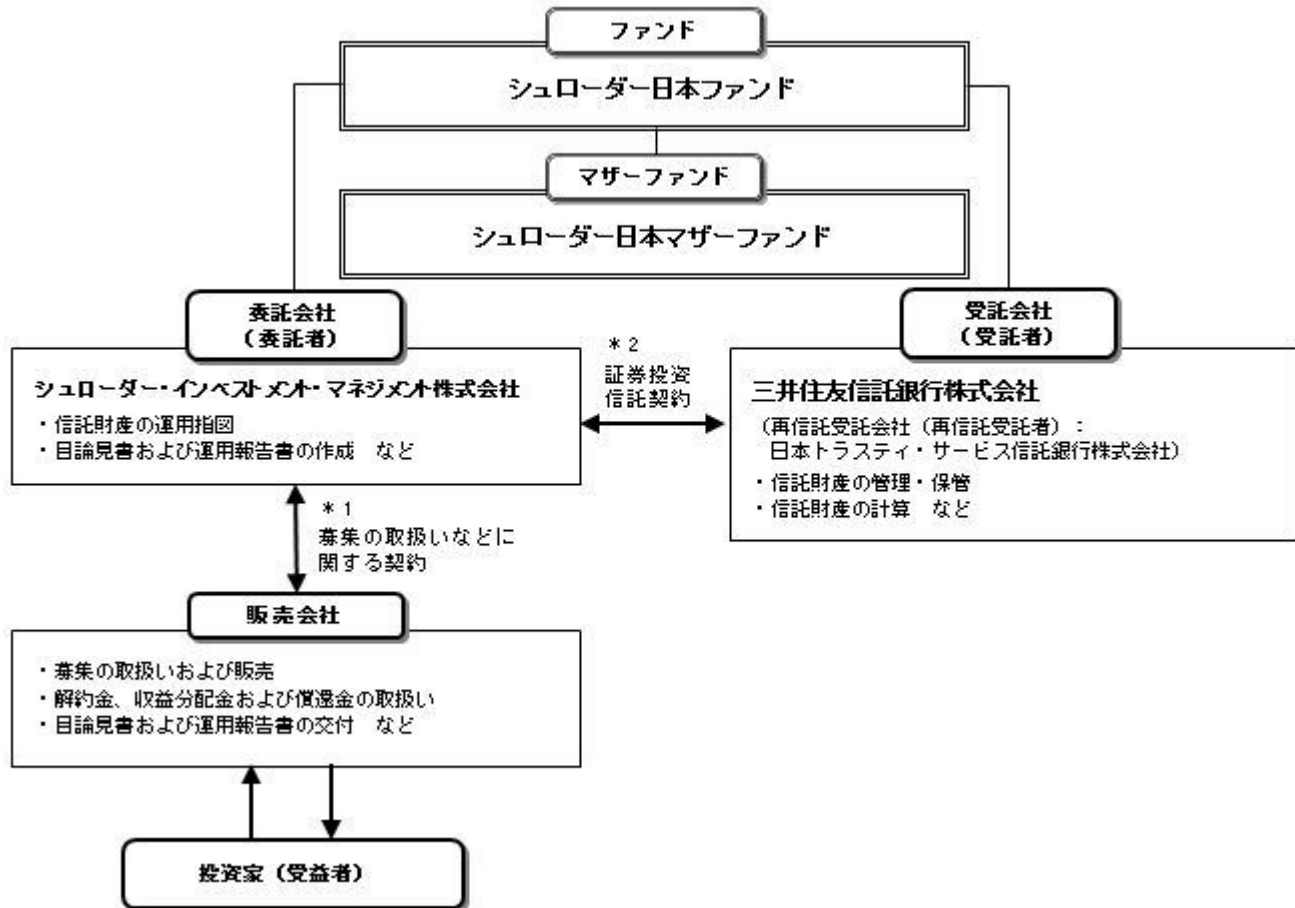 ファンド
シュローダー日本ファンド
マザーファンド
シュローダー日本マザーファンド
委託会社
(委託者)
シュローダー・インベストメント・マネジメント株式会社
・信託財産の運用指図
・目論見書および運用報告書の作成　など
＊2
証券投資
信託契約
受託会社
(受託者)
三井住友信託銀行株式会社
(再信託受託会社(再信託受託者)：
日本トラスティ・サービス信託銀行株式会社)
・信託財産の管理・保管
・信託財産の計算　など
＊1
募集の取扱いなどに
関する契約
販売会社
・募集の取扱いおよび販売
・解約金、収益分配金および償還金の取扱い
・目論見書および運用報告書の交付　など
投資家(受益者)